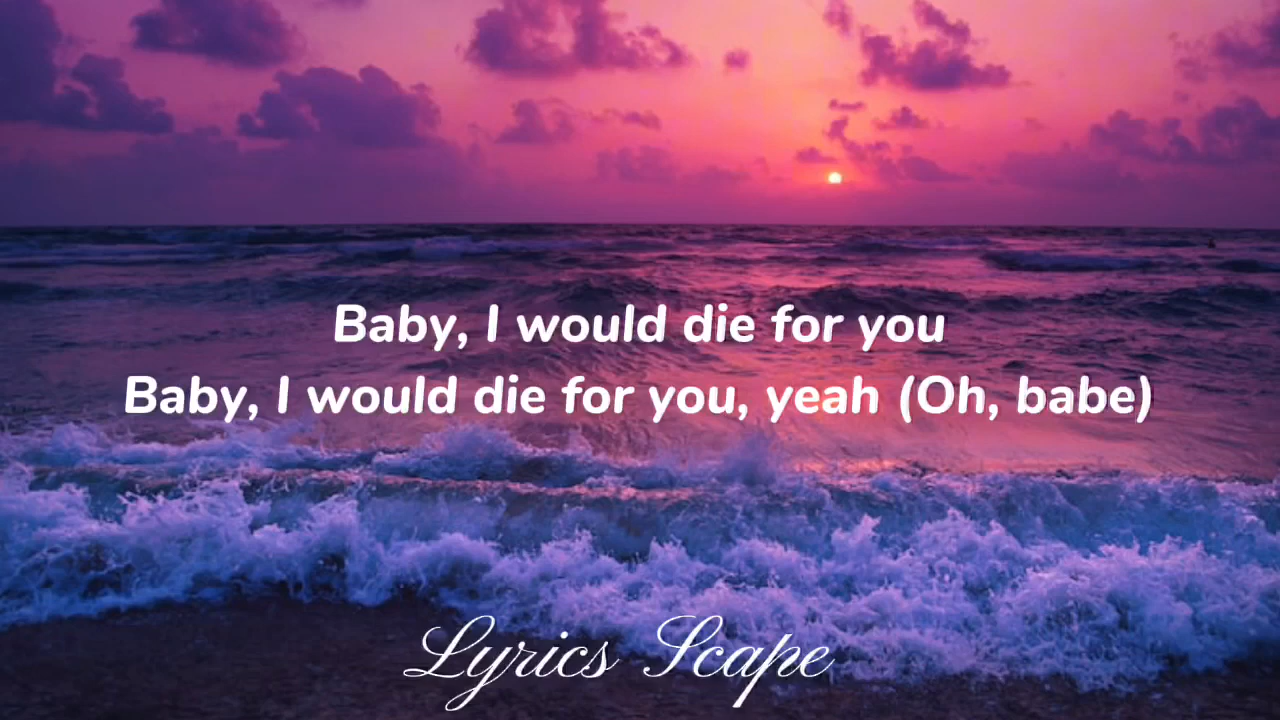 Baby, I would die for you
Baby, I would die for you, yeah (Oh, babe)
Lyrics Scape